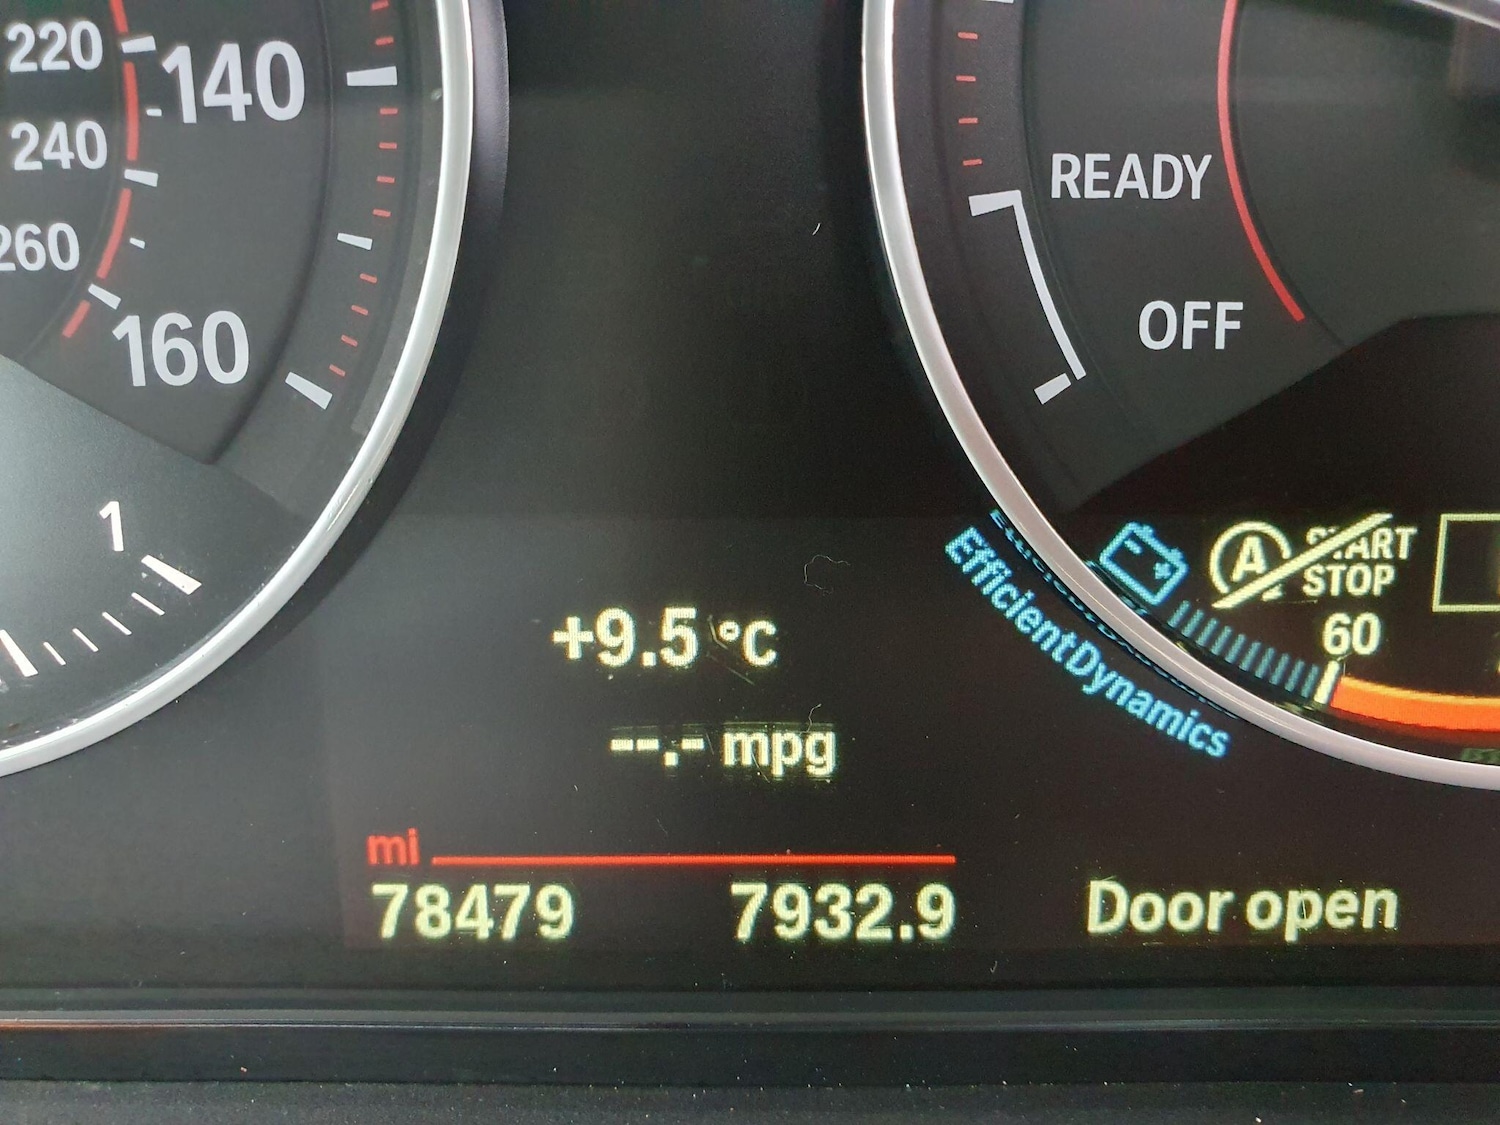 220
140
240
260
160
1
READY
OFF
EfficientDynamics
A
START
STOP
60
+9.5 °C
--.- mpg
mi
78479
7932.9
Door open